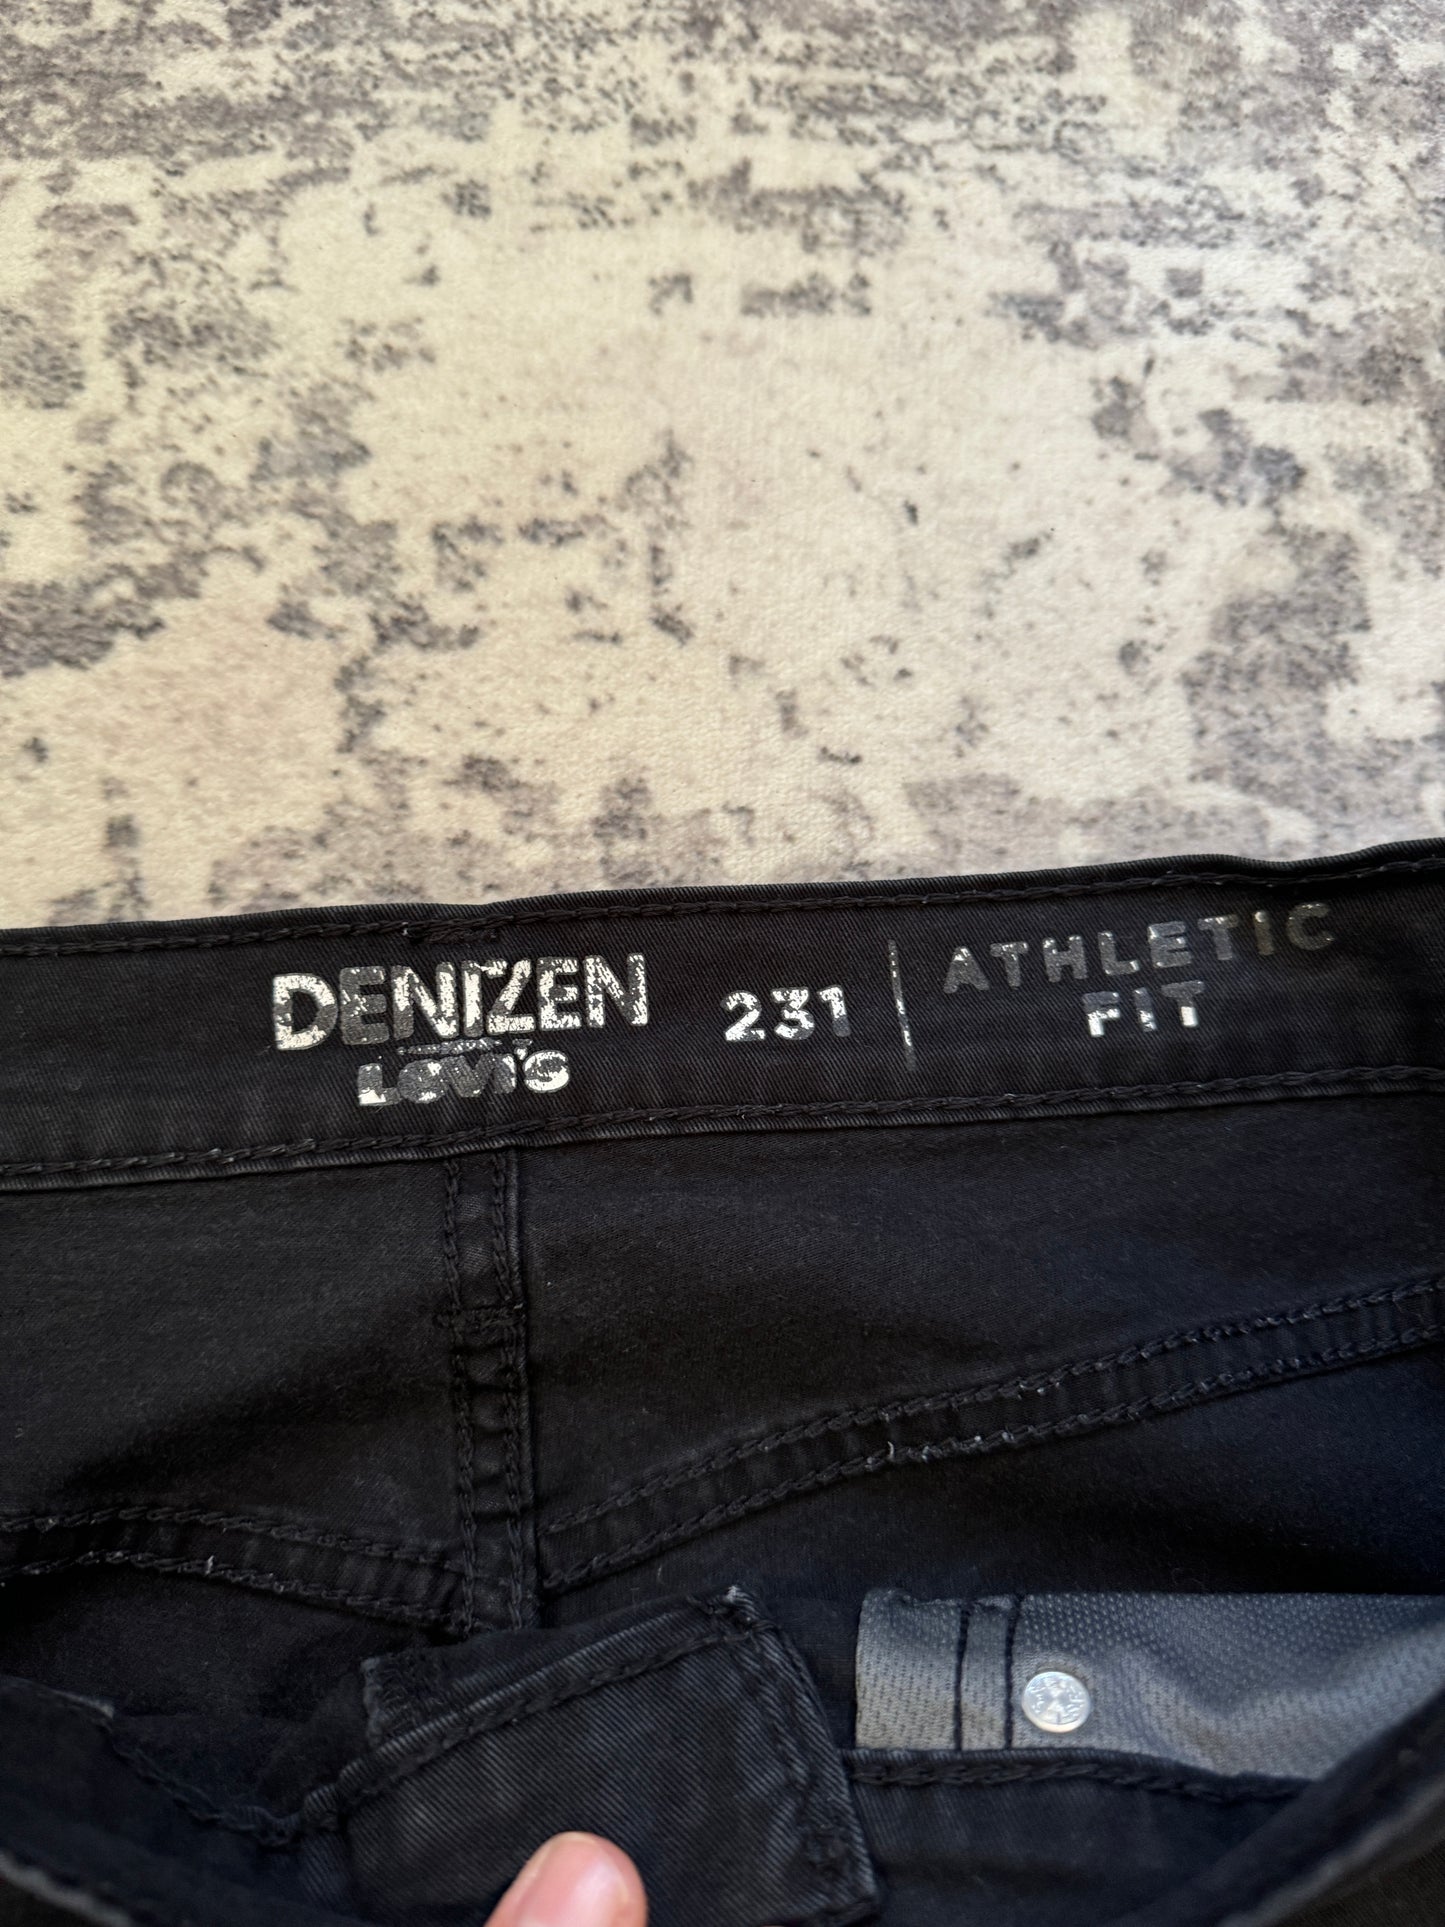 DENIZEN
LEVI'S
231
ATHLETIC
FIT